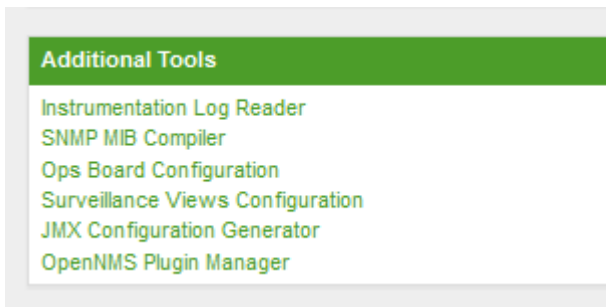 Additional Tools
Instrumentation Log Reader
SNMP MIB Compiler
Ops Board Configuration
Surveillance Views Configuration
JMX Configuration Generator
OpenNMS Plugin Manager